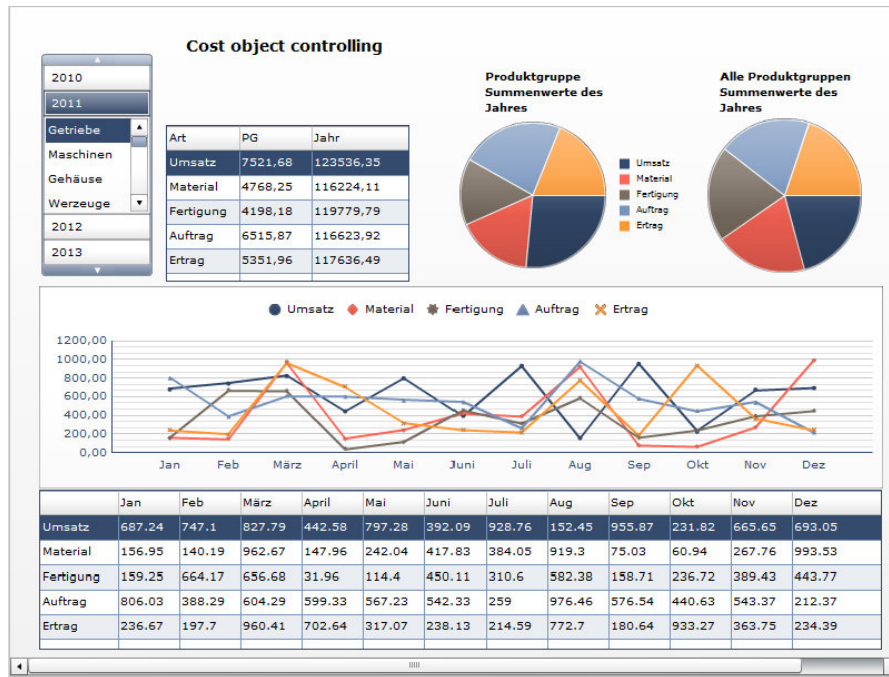 Cost object controlling
2010
2011
Getriebe
Maschinen
Gehäuse
Werzeuge
2012
2013
Art PG Jahr
Umsatz 7521,68 123536,35
Material 4768,25 116224,11
Fertigung 4198,18 119779,79
Auftrag 6515,87 116623,92
Ertrag 5351,96 117636,49
Produktgruppe
Summenwerte des
Jahres
Umsatz
Material
Fertigung
Auftrag
Ertrag
Alle Produktgruppen
Summenwerte des
Jahres
Umsatz Material Fertigung Auftrag Ertrag
1200,00
1000,00
800,00
600,00
400,00
200,00
0,00
Jan Feb März April Mai Juni Juli Aug Sep Okt Nov Dez
Jan Feb März April Mai Juni Juli Aug Sep Okt Nov Dez
Umsatz 687.24 747.1 827.79 442.58 797.28 392.09 928.76 152.45 955.87 231.82 665.65 693.05
Material 156.95 140.19 962.67 147.96 242.04 417.83 384.05 919.3 75.03 60.94 267.76 993.53
Fertigung 159.25 664.17 656.68 31.96 114.4 450.11 310.6 582.38 158.71 236.72 389.43 443.77
Auftrag 806.03 388.29 604.29 599.33 567.23 542.33 259 976.46 576.54 440.63 543.37 212.37
Ertrag 236.67 197.7 960.41 702.64 317.07 238.13 214.59 772.7 180.64 933.27 363.75 234.39